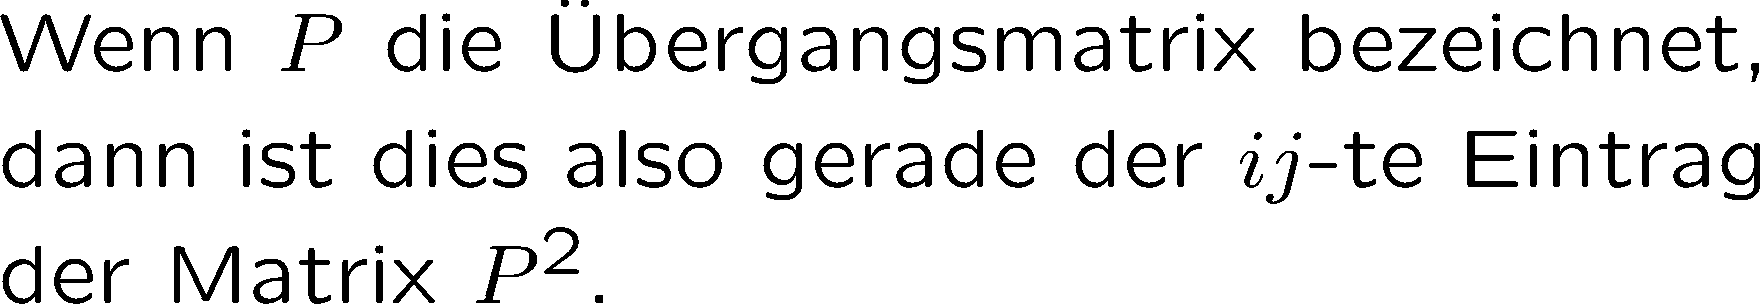 Wenn P die Übergangsmatrix bezeichnet,
dann ist dies also gerade der ij-te Eintrag
der Matrix P².